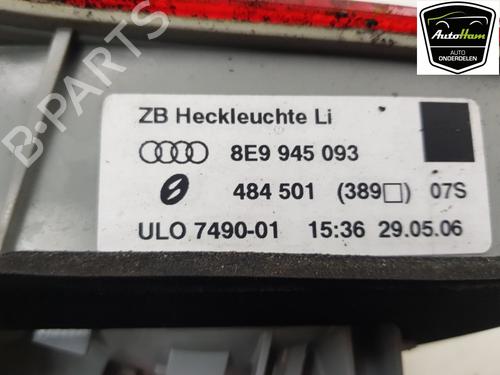 AutoHam
AUTO
ONDERDELEN
B-PARTS
ZB Heckleuchte Li
8E9 945 093
484 501 (389□) 07S
ULO 7490-01 15:36 29.05.06